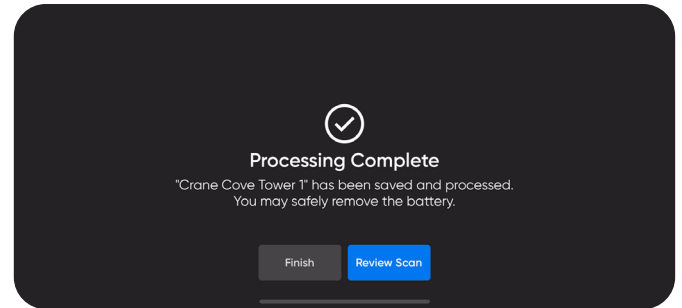 Processing Complete
"Crane Cove Tower 1" has been saved and processed.
You may safely remove the battery.
Finish
Review Scan